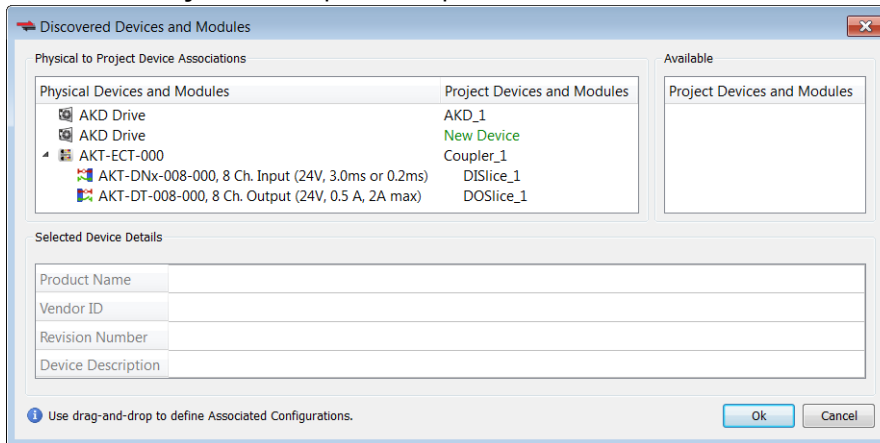 Discovered Devices and Modules
Physical to Project Device Associations
Available
Physical Devices and Modules Project Devices and Modules
Project Devices and Modules
AKD Drive AKD_1
AKD Drive New Device
AKT-ECT-000 Coupler_1
AKT-DNx-008-000, 8 Ch. Input (24V, 3.0ms or 0.2ms) DISlice_1
AKT-DT-008-000, 8 Ch. Output (24V, 0.5 A, 2A max) DOSlice_1
Selected Device Details
Product Name
Vendor ID
Revision Number
Device Description
Use drag-and-drop to define Associated Configurations.
Ok Cancel